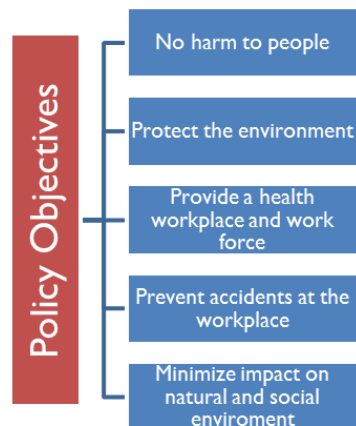 Policy Objectives
No harm to people
Protect the environment
Provide a health
workplace and work
force
Prevent accidents at the
workplace
Minimize impact on
natural and social
enviroment